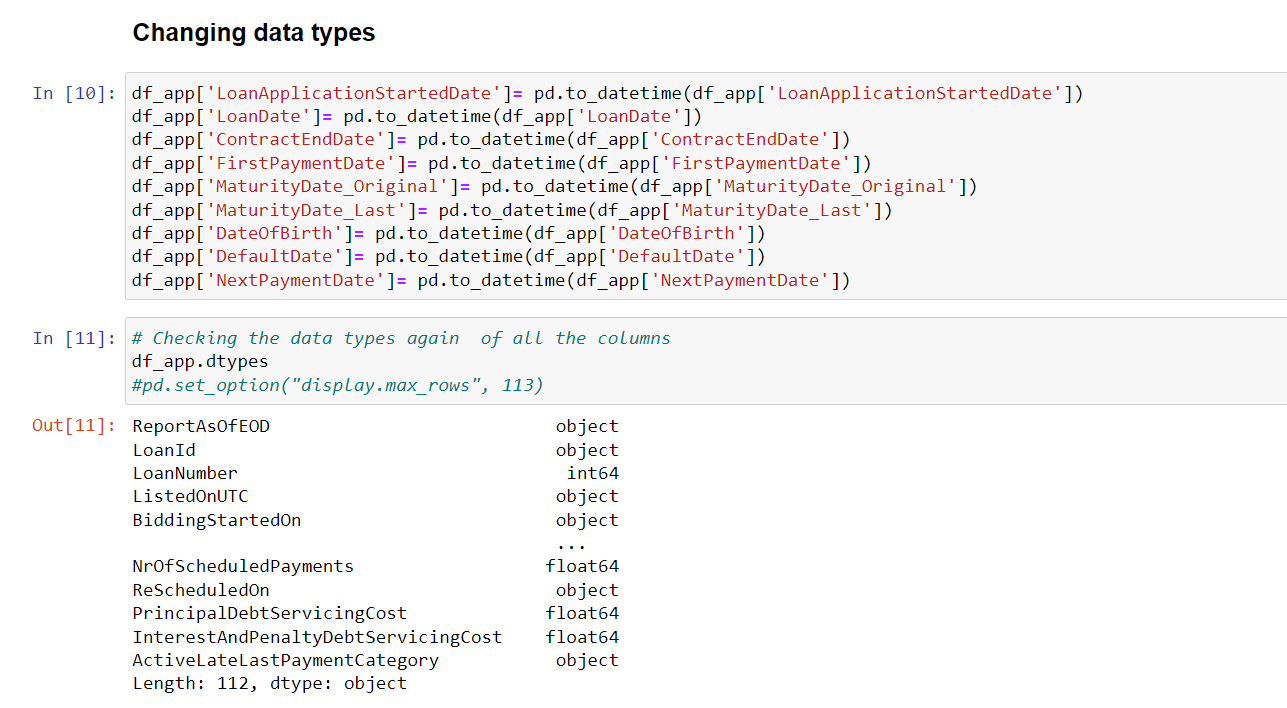 Changing data types
In [10]: df_app['LoanApplicationStartedDate']= pd.to_datetime(df_app['LoanApplicationStartedDate'])
df_app['LoanDate']= pd.to_datetime(df_app['LoanDate'])
df_app['ContractEndDate']= pd.to_datetime(df_app['ContractEndDate'])
df_app['FirstPaymentDate']= pd.to_datetime(df_app['FirstPaymentDate'])
df_app['MaturityDate_Original']= pd.to_datetime(df_app['MaturityDate_Original'])
df_app['MaturityDate_Last']= pd.to_datetime(df_app['MaturityDate_Last'])
df_app['DateOfBirth']= pd.to_datetime(df_app['DateOfBirth'])
df_app['DefaultDate']= pd.to_datetime(df_app['DefaultDate'])
df_app['NextPaymentDate']= pd.to_datetime(df_app['NextPaymentDate'])
In [11]: # Checking the data types again  of all the columns
df_app.dtypes
#pd.set_option("display.max_rows", 113)
Out[11]: ReportAsOfEOD                           object
LoanId                                  object
LoanNumber                               int64
ListedOnUTC                             object
BiddingStartedOn                        object
                                        ...
NrOfScheduledPayments                  float64
ReScheduledOn                           object
PrincipalDebtServicingCost             float64
InterestAndPenaltyDebtServicingCost    float64
ActiveLateLastPaymentCategory           object
Length: 112, dtype: object